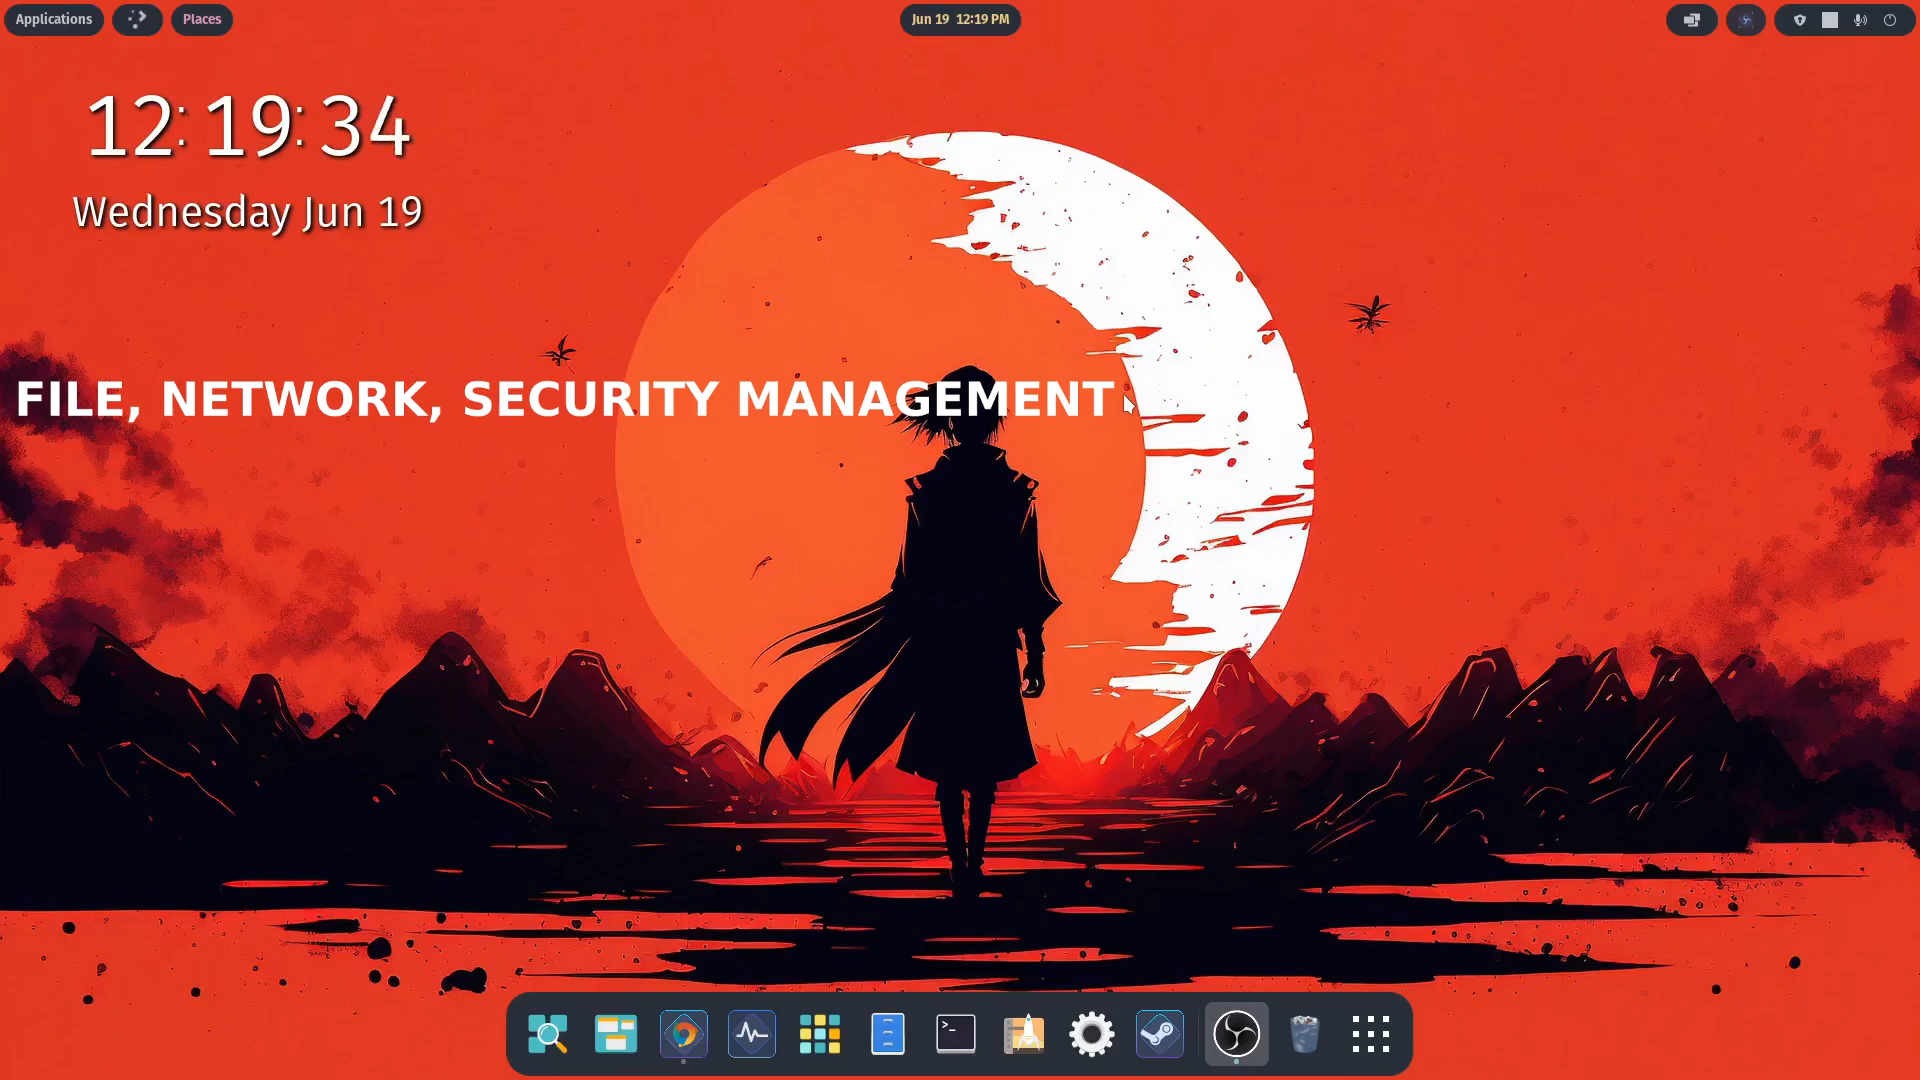 Applications
Places
Jun 19 12:19 PM
12:19:34
Wednesday Jun 19
FILE, NETWORK, SECURITY MANAGEMENT
>_